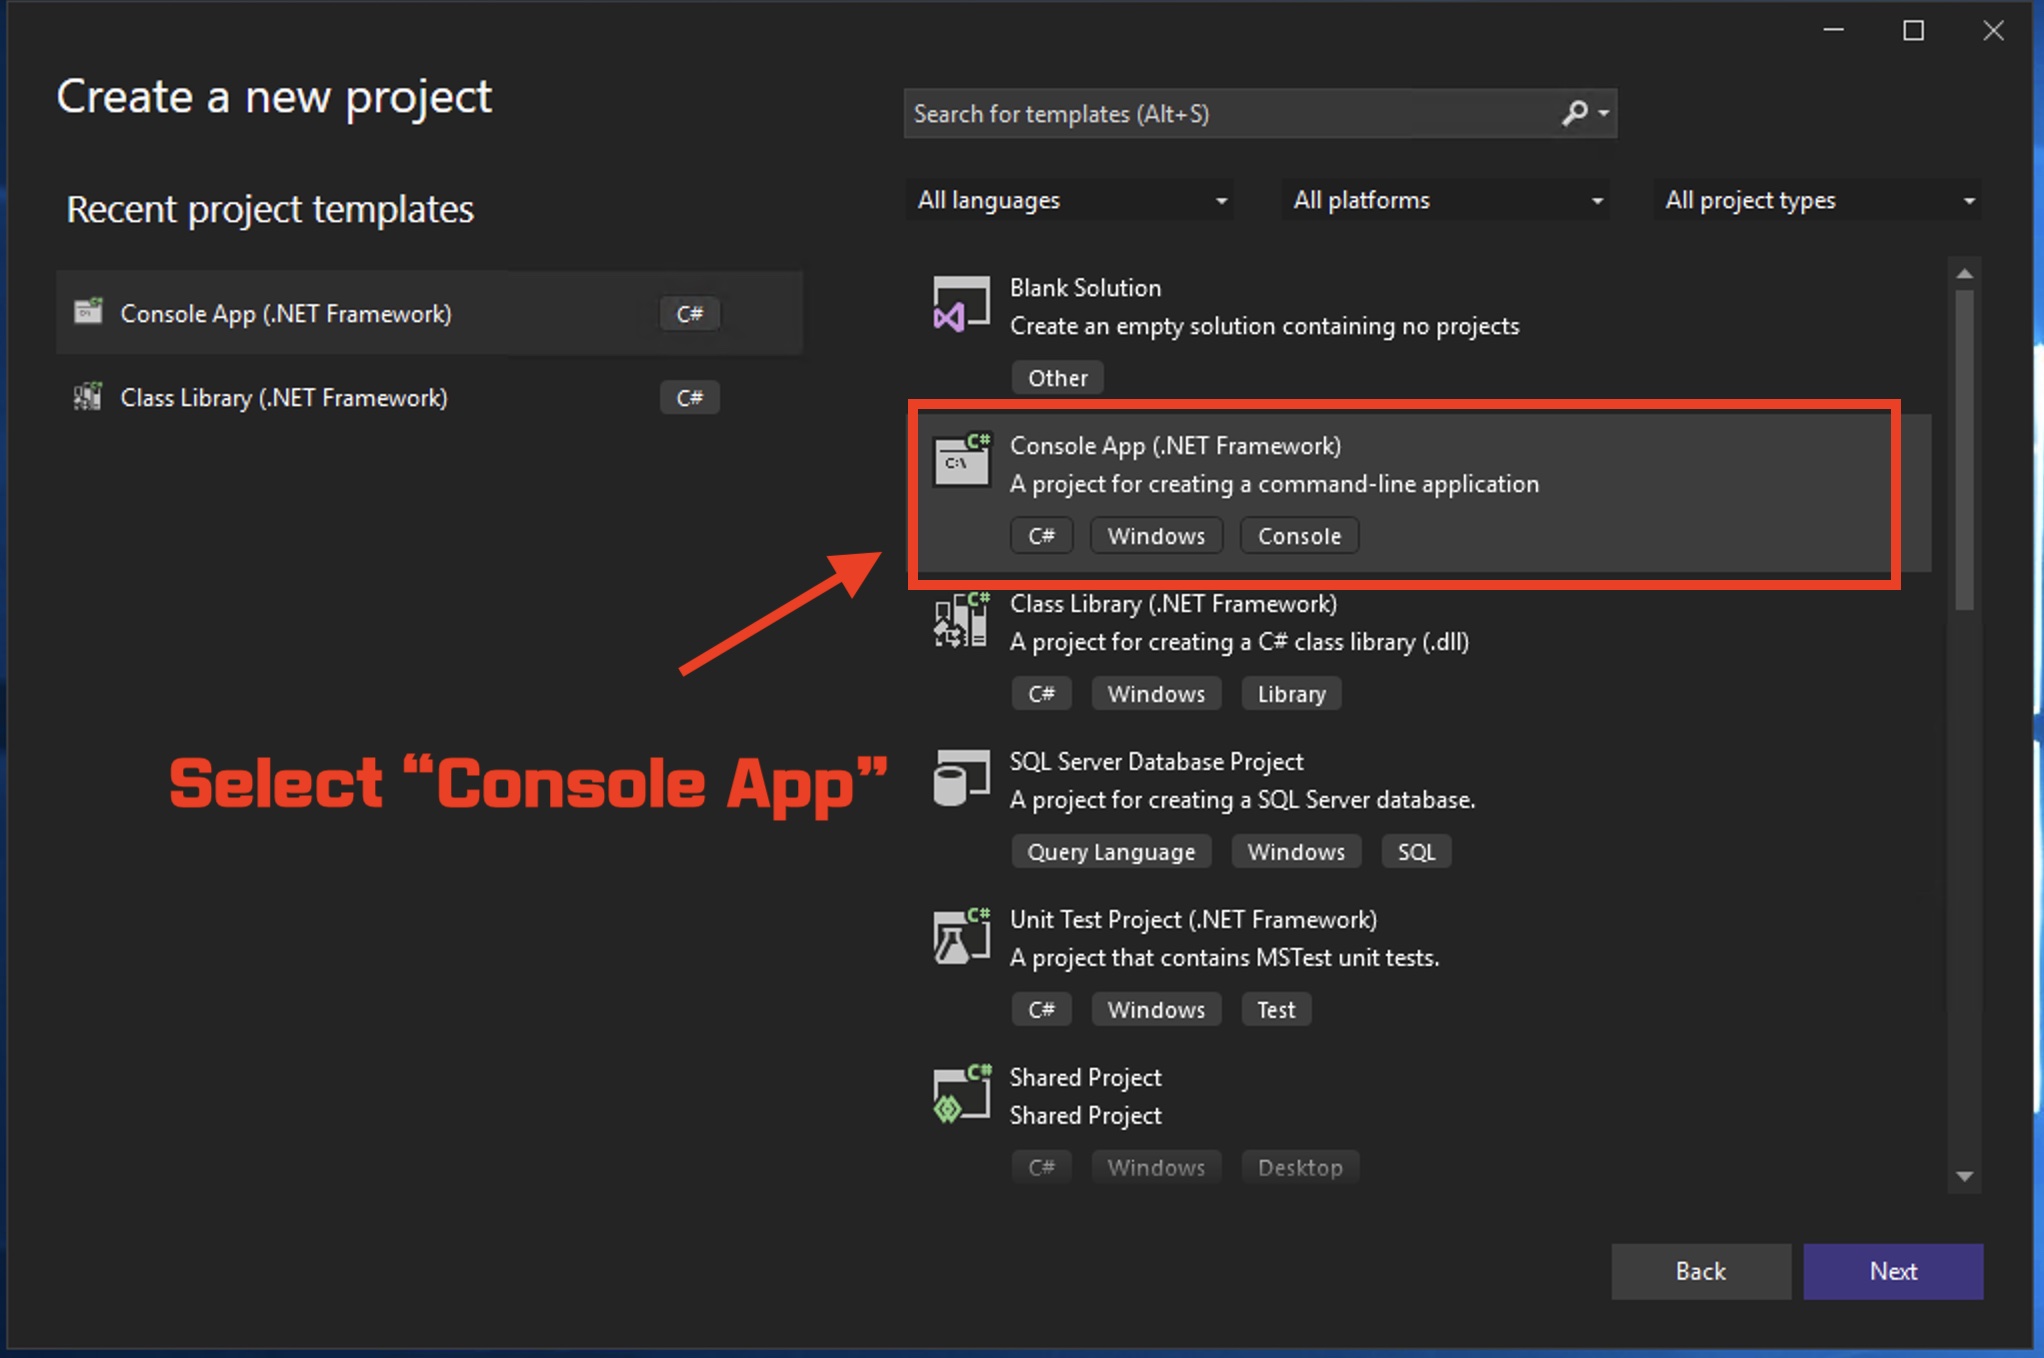 Create a new project
Search for templates (Alt+S)
All languages
All platforms
All project types
Recent project templates
Console App (.NET Framework)
C#
Class Library (.NET Framework)
C#
Blank Solution
Create an empty solution containing no projects
Other
C#
C:\
Console App (.NET Framework)
A project for creating a command-line application
C# Windows Console
C#
Class Library (.NET Framework)
A project for creating a C# class library (.dll)
C# Windows Library
Select “Console App”
SQL Server Database Project
A project for creating a SQL Server database.
Query Language Windows SQL
C#
Unit Test Project (.NET Framework)
A project that contains MSTest unit tests.
C# Windows Test
C#
Shared Project
Shared Project
C# Windows Desktop
Back
Next